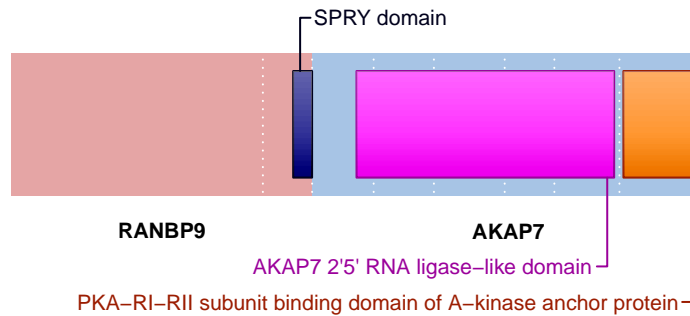 SPRY domain
RANBP9 AKAP7
AKAP7 2'5' RNA ligase−like domain
PKA−RI−RII subunit binding domain of A−kinase anchor protein